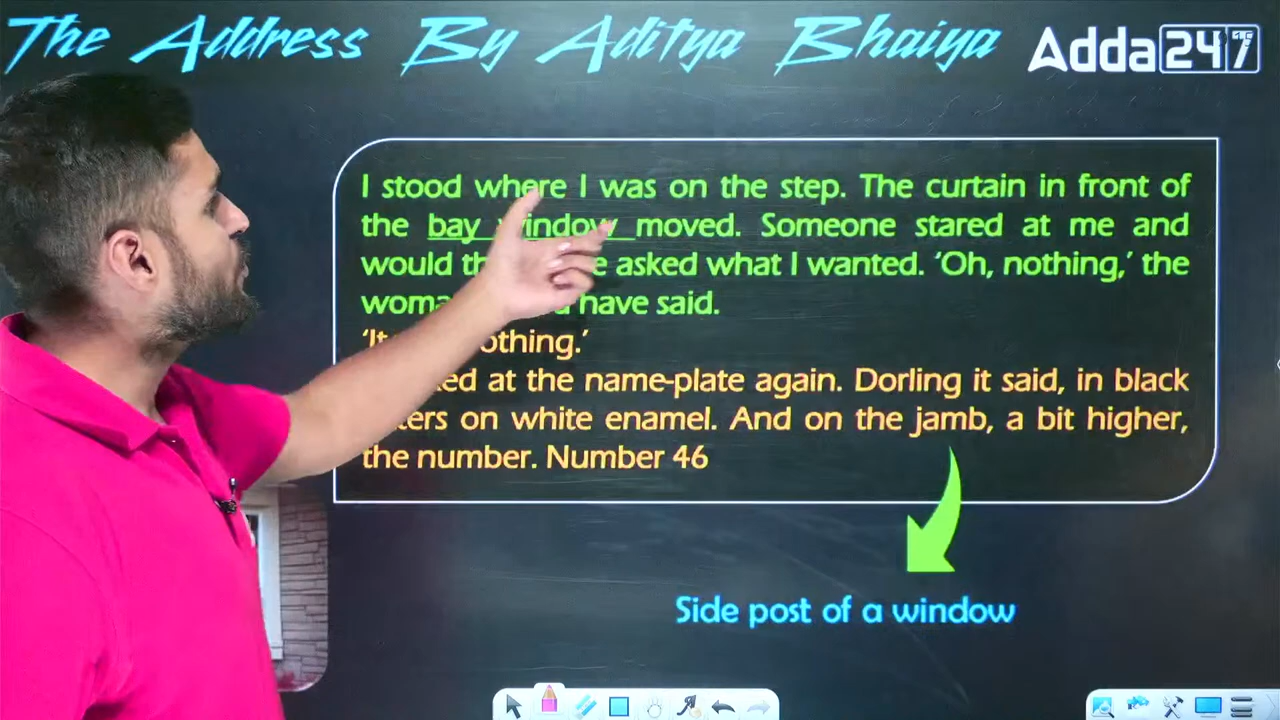 The Address By Aditya Bhaiya
Adda247
I stood where I was on the step. The curtain in front of
the bay window moved. Someone stared at me and
would asked what I wanted. ‘Oh, nothing,’ the
have said.
nothing.’
at the name-plate again. Dorling it said, in black
on white enamel. And on the jamb, a bit higher,
the number. Number 46
Side post of a window